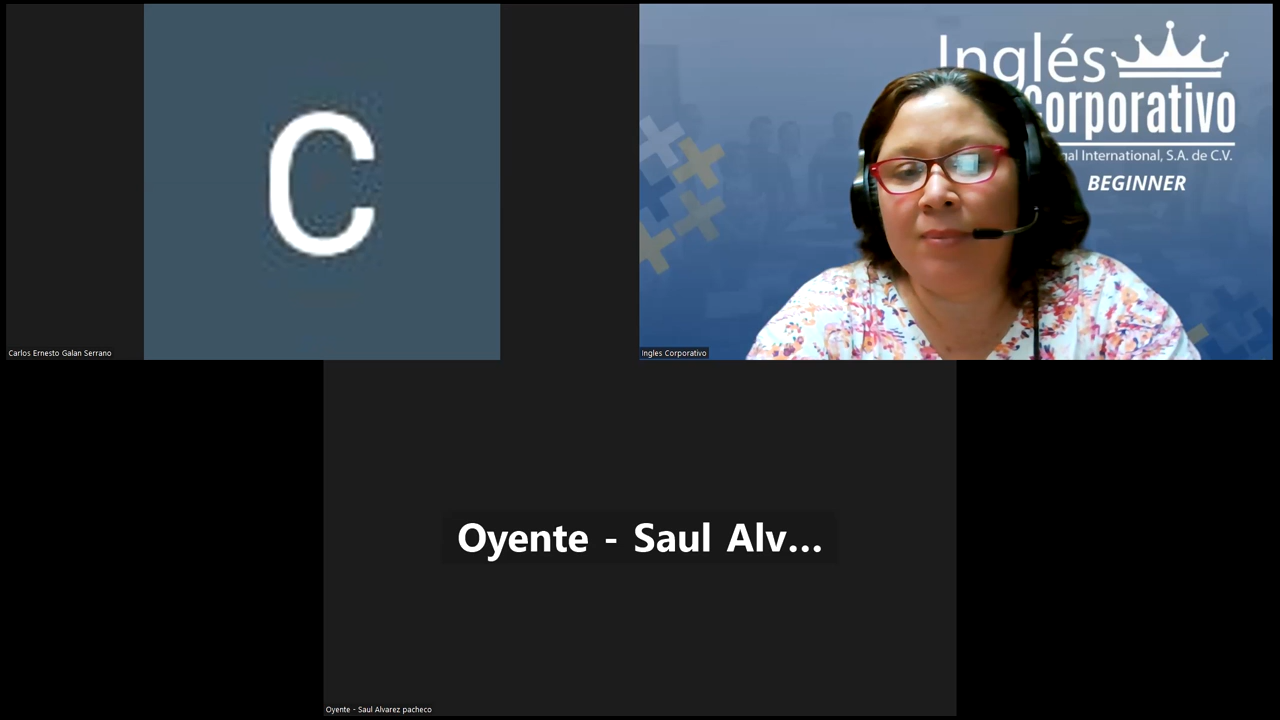 C
Carlos Ernesto Galan Serrano
Inglés
Corporativo
nal International, S.A. de C.V.
BEGINNER
Ingles Corporativo
Oyente - Saul Alv...
Oyente - Saul Alvarez pacheco